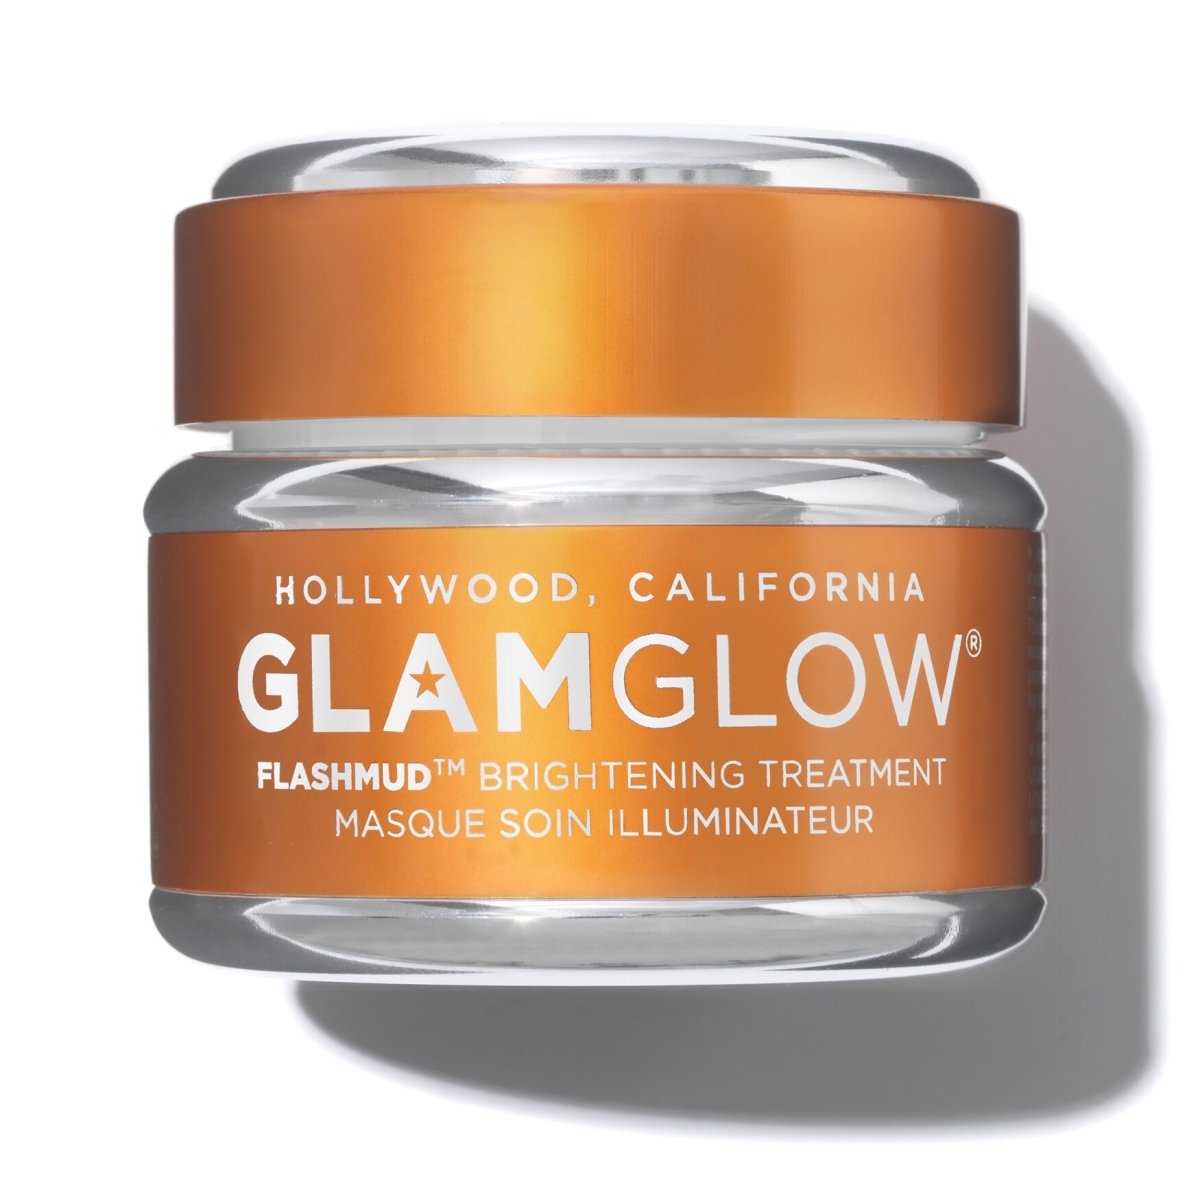 HOLLYWOOD, CALIFORNIA
GLAMGLOW®
FLASHMUD™ BRIGHTENING TREATMENT
MASQUE SOIN ILLUMINATEUR